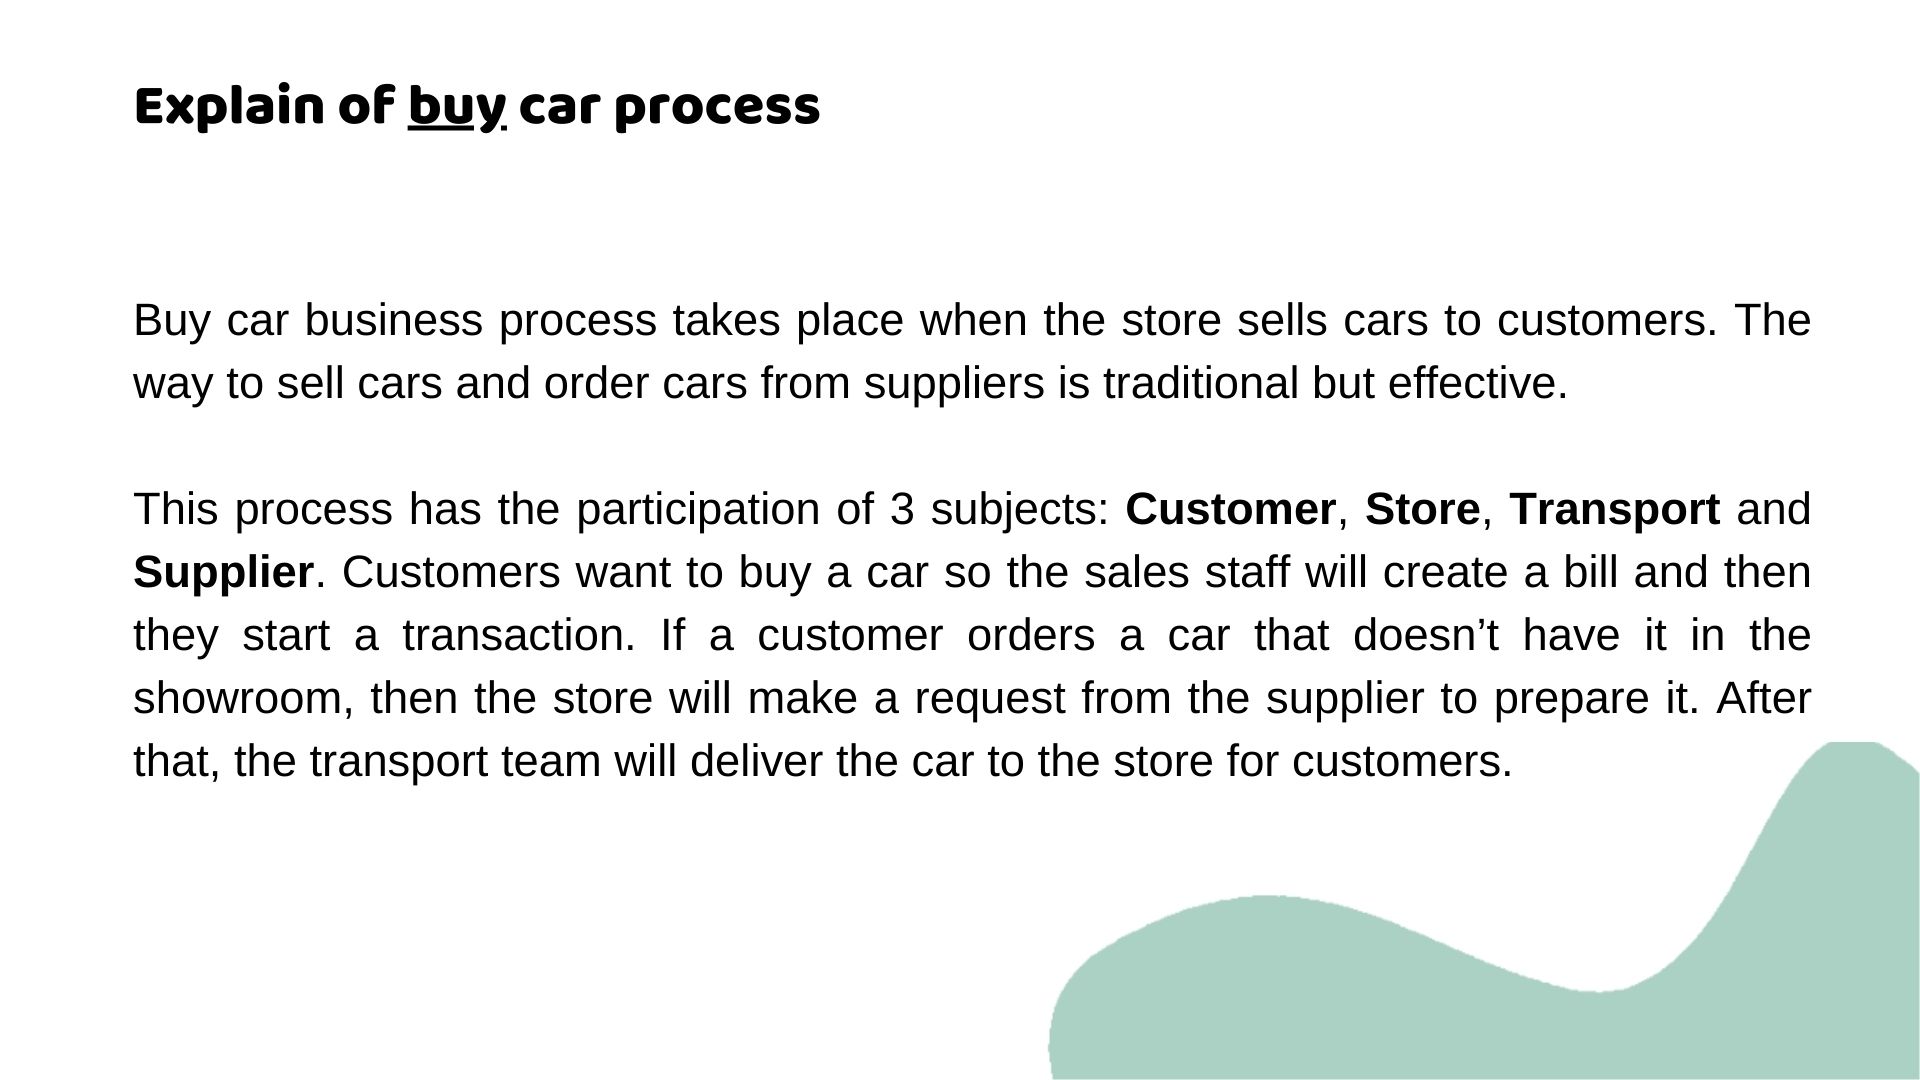 Explain of buy car process
Buy car business process takes place when the store sells cars to customers. The
way to sell cars and order cars from suppliers is traditional but effective.
This process has the participation of 3 subjects: Customer, Store, Transport and
Supplier. Customers want to buy a car so the sales staff will create a bill and then
they start a transaction. If a customer orders a car that doesn’t have it in the
showroom, then the store will make a request from the supplier to prepare it. After
that, the transport team will deliver the car to the store for customers.